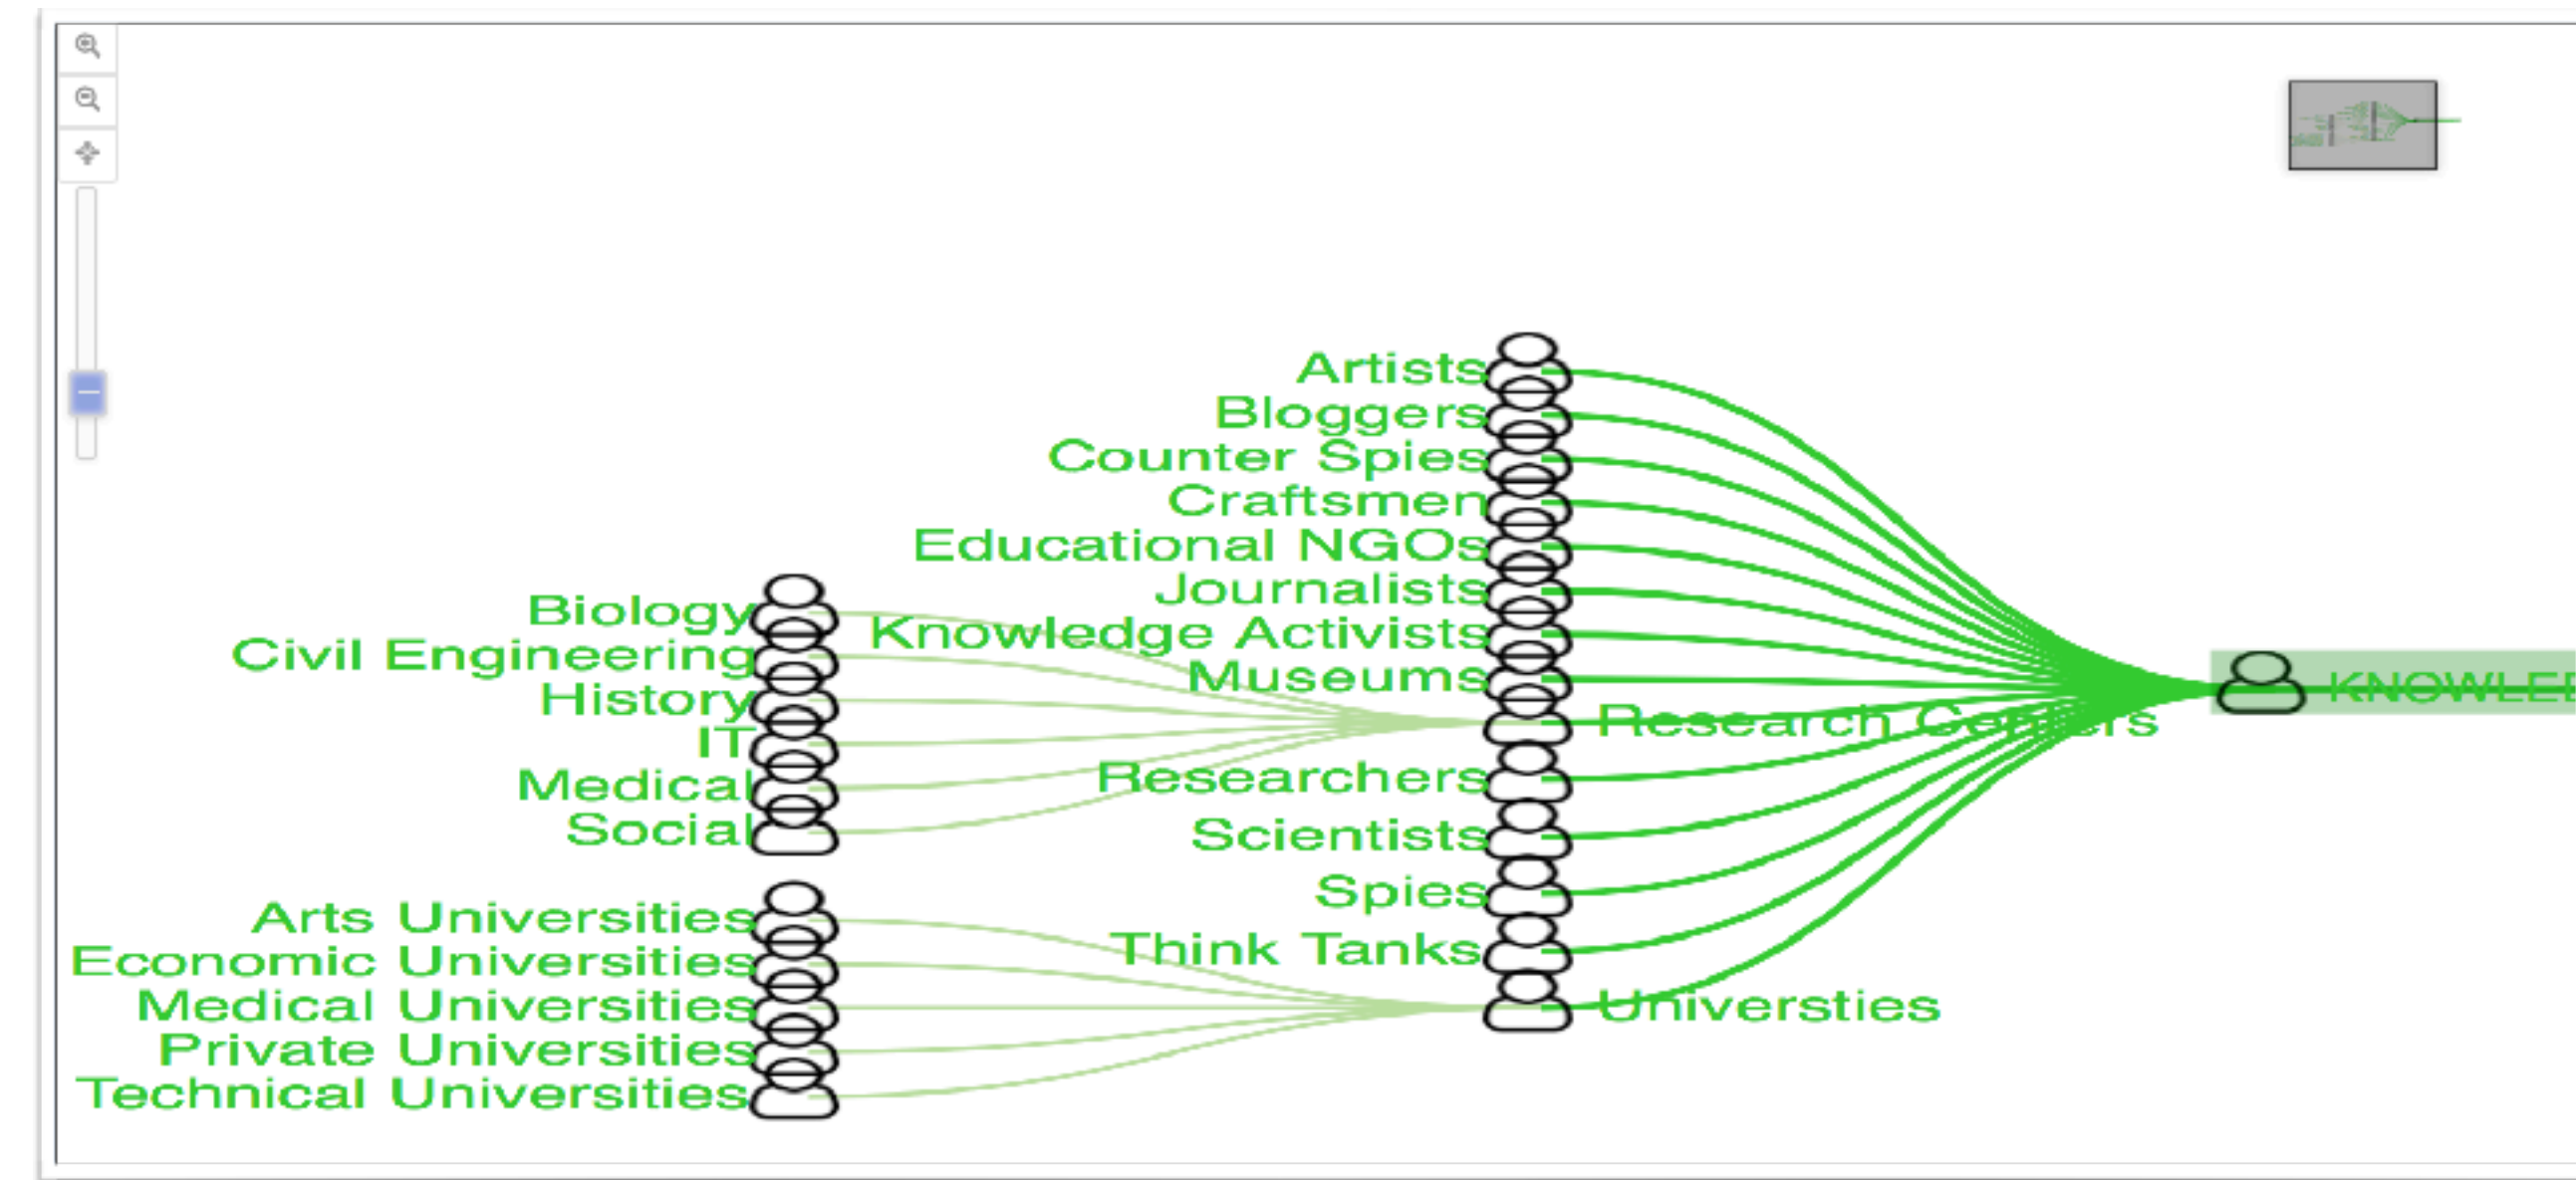 Artists
Bloggers
Counter Spies
Craftsmen
Educational NGOs
Journalists
Knowledge Activists
Museums
Research Centers
Researchers
Scientists
Spies
Think Tanks
Universties
Biology
Civil Engineering
History
IT
Medical
Social
Arts Universities
Economic Universities
Medical Universities
Private Universities
Technical Universities